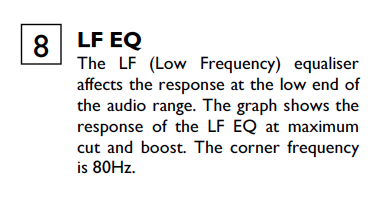 8 LF EQ
The LF (Low Frequency) equaliser
affects the response at the low end of
the audio range. The graph shows the
response of the LF EQ at maximum
cut and boost. The corner frequency
is 80Hz.